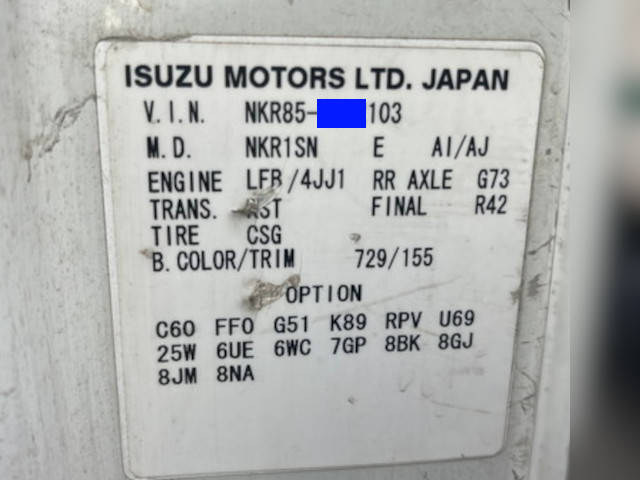 ISUZU MOTORS LTD. JAPAN
V.I.N. NKR85- 103
M.D. NKR1SN E AI/AJ
ENGINE LFB/4JJ1 RR AXLE G73
TRANS. FINAL R42
TIRE CSG
B.COLOR/TRIM 729/155
OPTION
C60 FF0 G51 K89 RPV U69
25W 6UE 6WC 7GP 8BK 8GJ
8JM 8NA